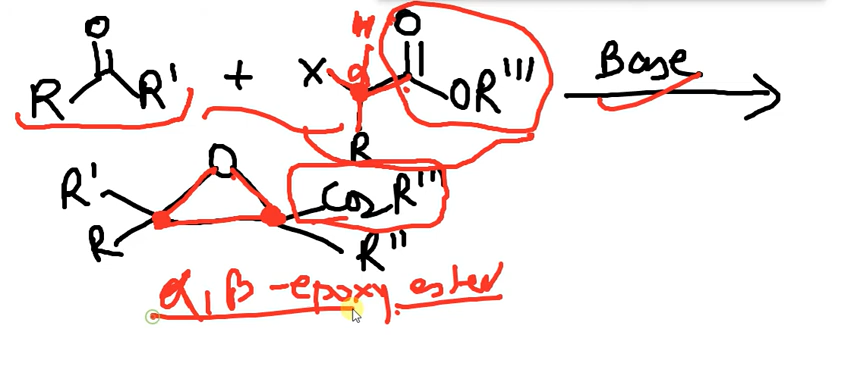 O H O
R R' + X α OR''' Base
R
O
R' CO2R'''
R R''
α, β-epoxy ester